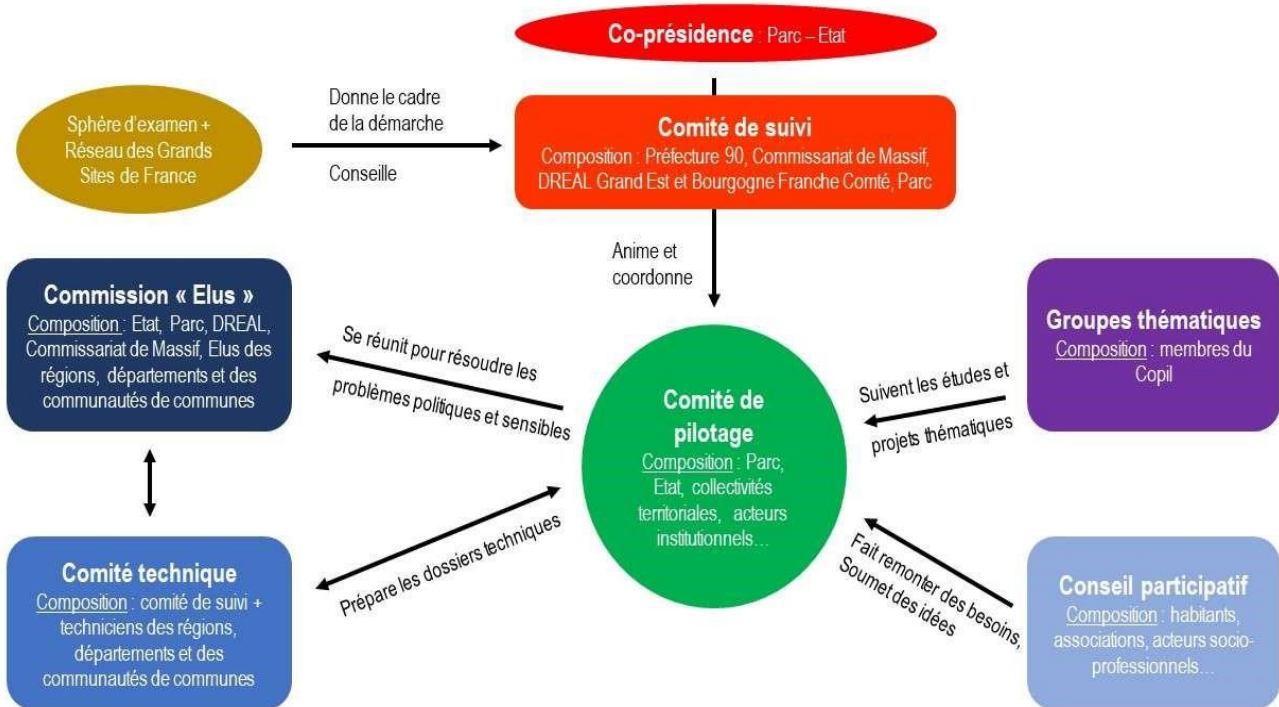 Co-présidence : Parc – Etat
Sphère d'examen +
Réseau des Grands
Sites de France
Donne le cadre
de la démarche
Conseille
Comité de suivi
Composition : Préfecture 90, Commissariat de Massif,
DREAL Grand Est et Bourgogne Franche Comté, Parc
Anime et
coordonne
Commission « Elus »
Composition : Etat, Parc, DREAL,
Commissariat de Massif, Elus des
régions, départements et des
communautés de communes
Se réunit pour résoudre les
problèmes politiques et sensibles
Comité de
pilotage
Composition : Parc,
Etat, collectivités
territoriales, acteurs
institutionnels…
Suivent les études et
projets thématiques
Groupes thématiques
Composition : membres du
Copil
Comité technique
Composition : comité de suivi +
techniciens des régions,
départements et des
communautés de communes
Prépare les dossiers techniques
Fait remonter des besoins,
Soumet des idées
Conseil participatif
Composition : habitants,
associations, acteurs socio-
professionnels…